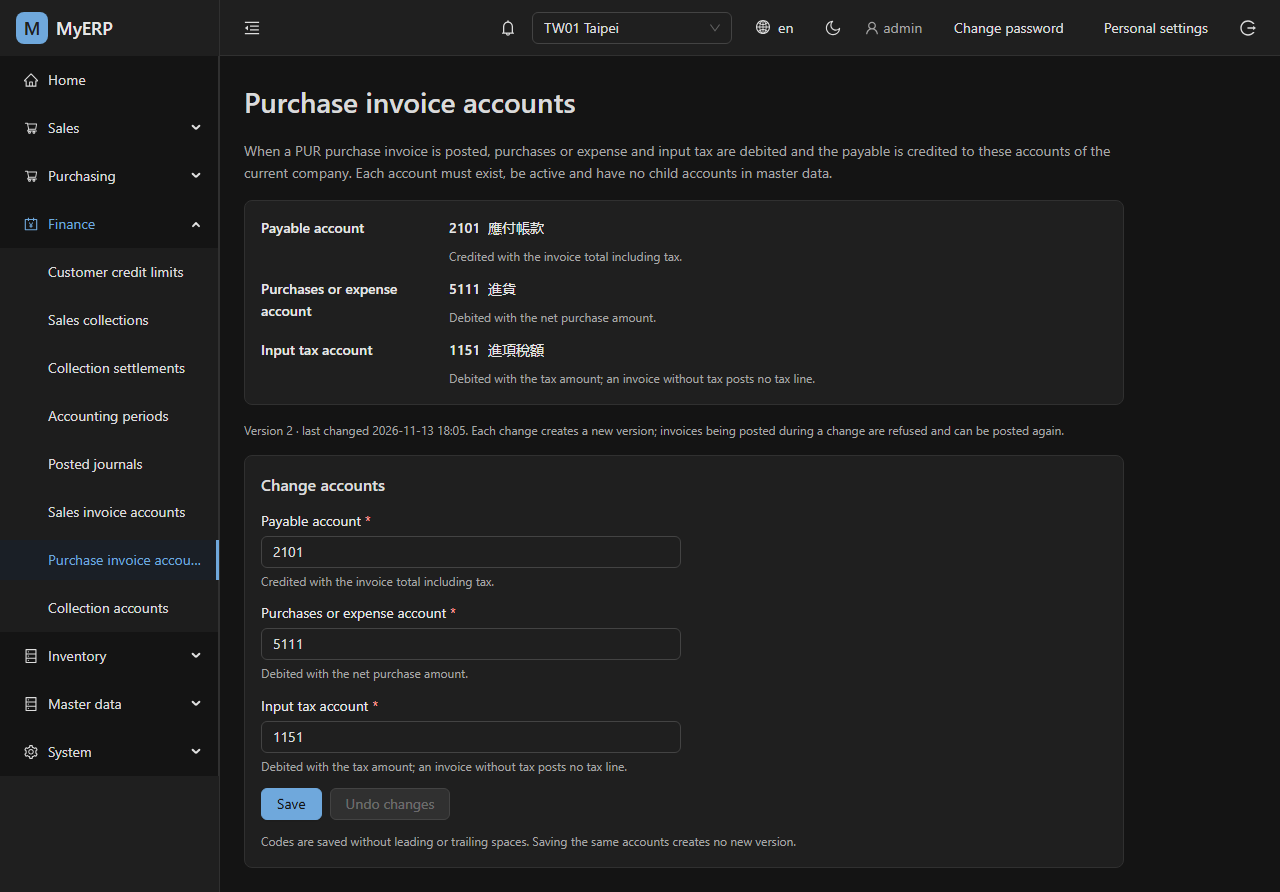 M MyERP
TW01 Taipei
en
admin
Change password
Personal settings
Home
Sales
Purchasing
Finance
Customer credit limits
Sales collections
Collection settlements
Accounting periods
Posted journals
Sales invoice accounts
Purchase invoice accou...
Collection accounts
Inventory
Master data
System
Purchase invoice accounts
When a PUR purchase invoice is posted, purchases or expense and input tax are debited and the payable is credited to these accounts of the
current company. Each account must exist, be active and have no child accounts in master data.
Payable account
2101 應付帳款
Credited with the invoice total including tax.
Purchases or expense
account
5111 進貨
Debited with the net purchase amount.
Input tax account
1151 進項稅額
Debited with the tax amount; an invoice without tax posts no tax line.
Version 2 · last changed 2026-11-13 18:05. Each change creates a new version; invoices being posted during a change are refused and can be posted again.
Change accounts
Payable account *
2101
Credited with the invoice total including tax.
Purchases or expense account *
5111
Debited with the net purchase amount.
Input tax account *
1151
Debited with the tax amount; an invoice without tax posts no tax line.
Save
Undo changes
Codes are saved without leading or trailing spaces. Saving the same accounts creates no new version.